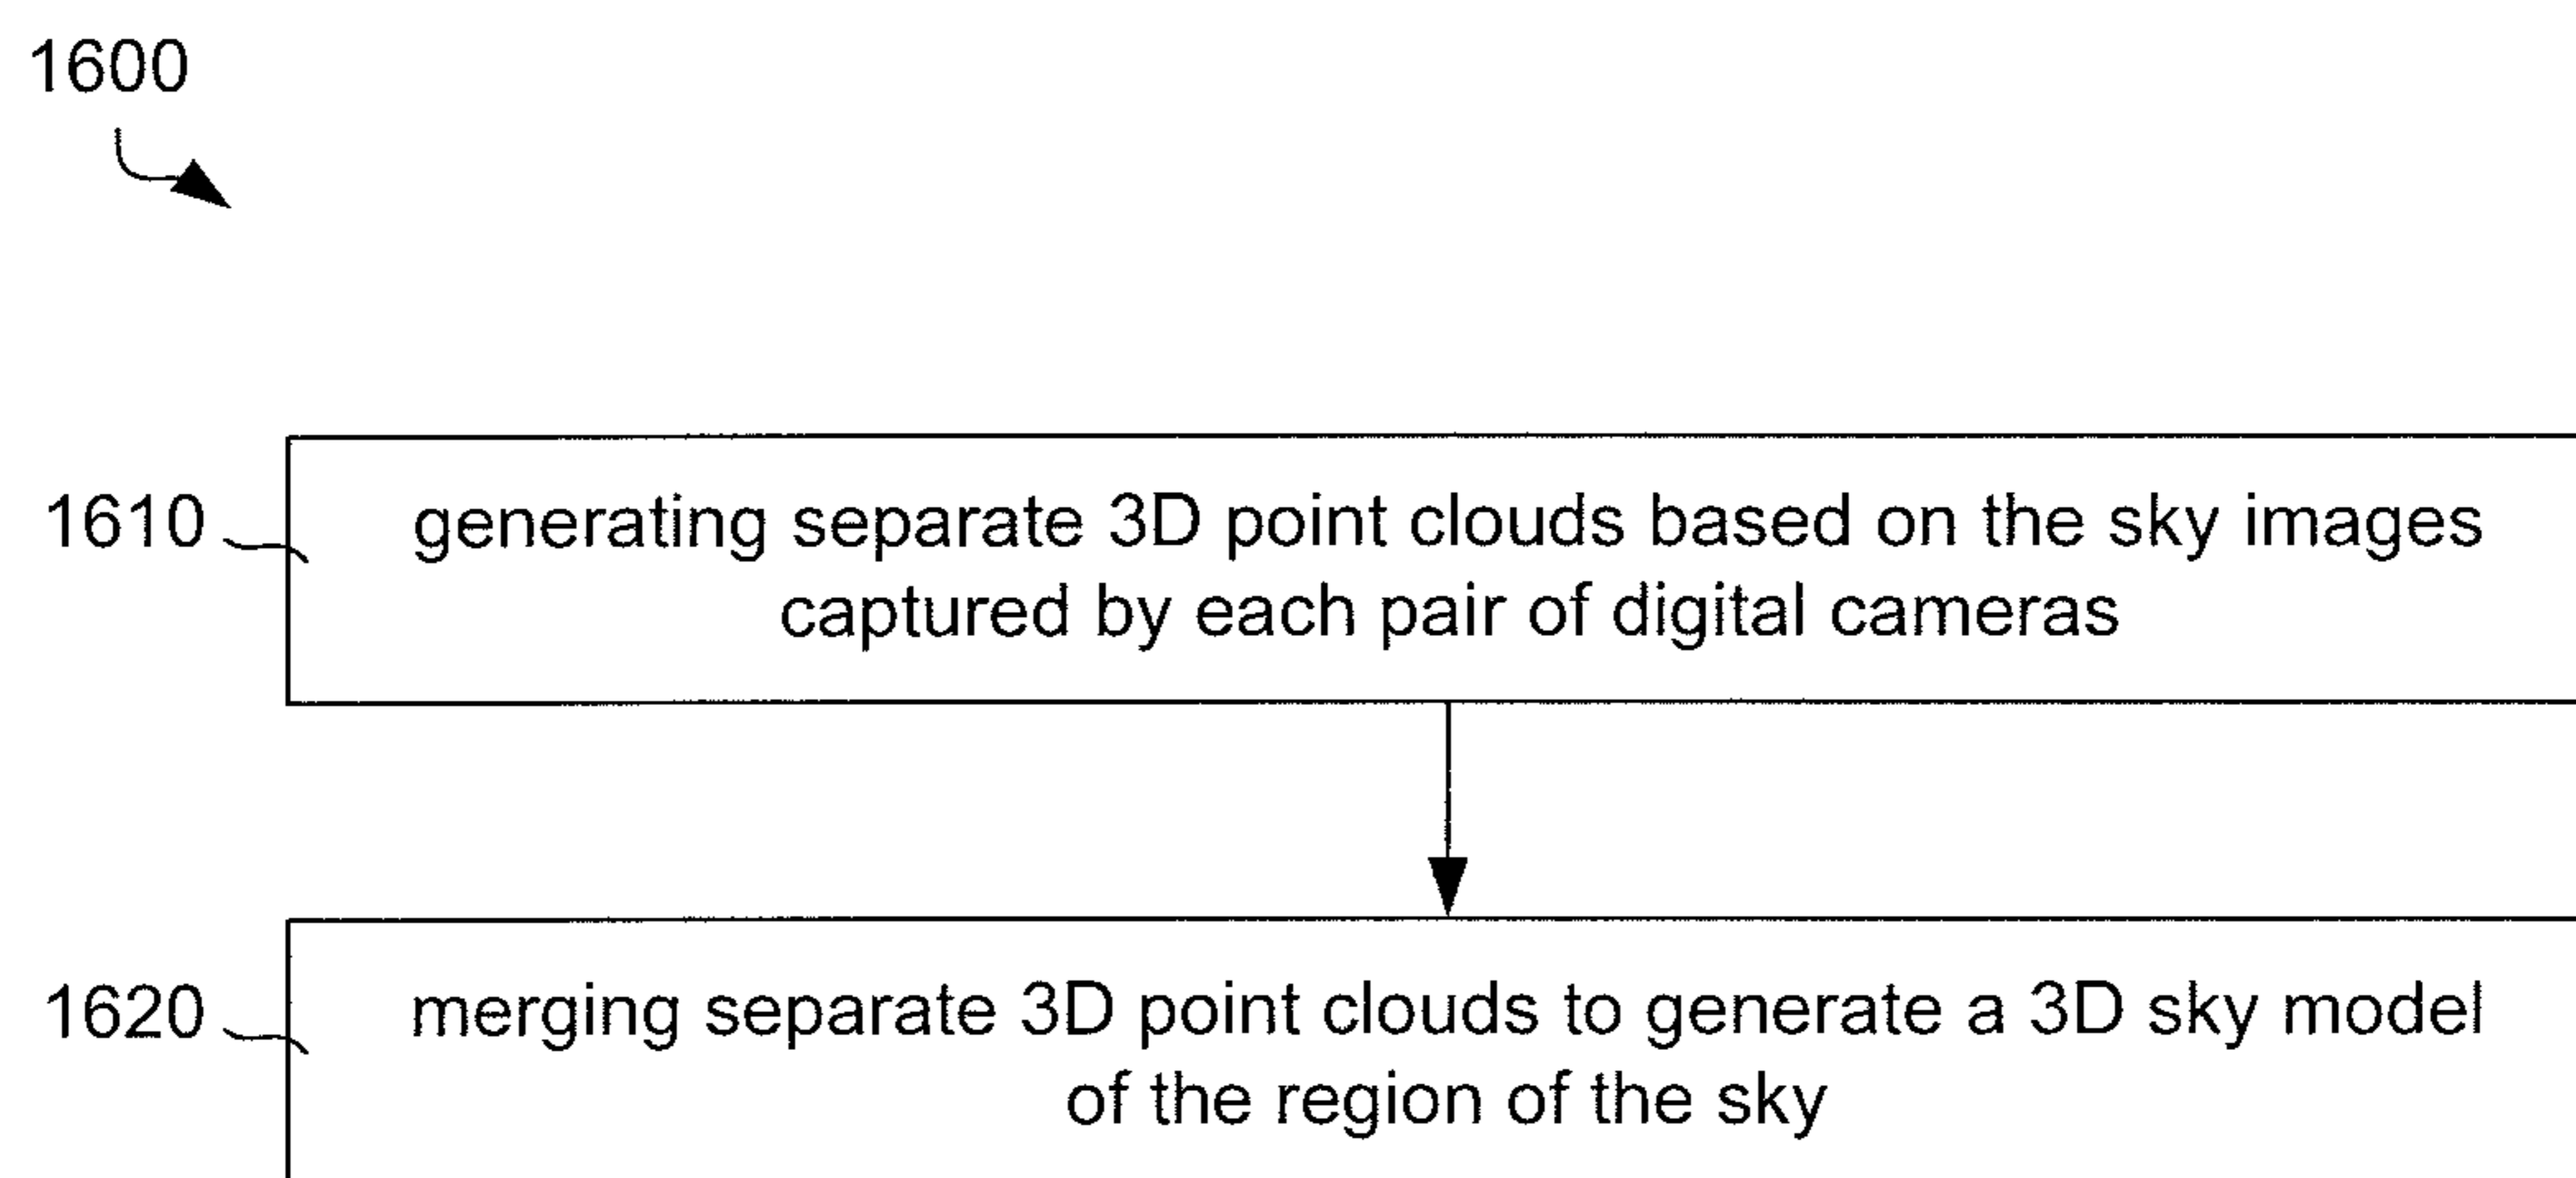 1600
1610
generating separate 3D point clouds based on the sky images
captured by each pair of digital cameras
1620
merging separate 3D point clouds to generate a 3D sky model
of the region of the sky